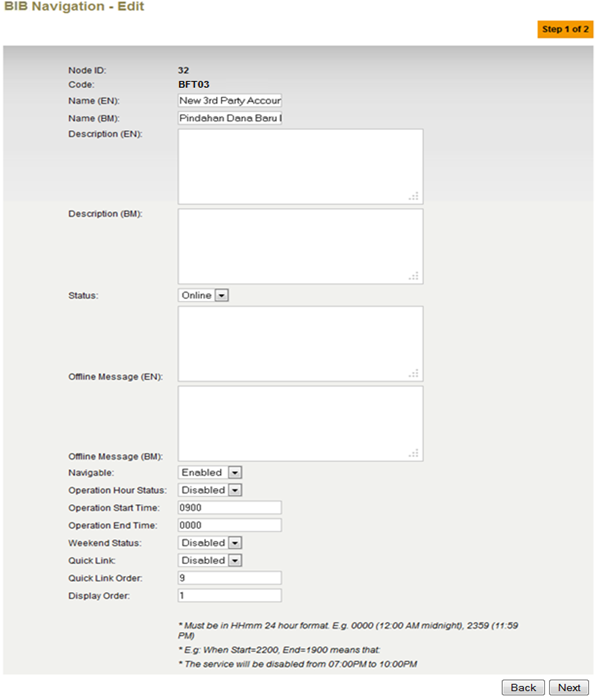 BIB Navigation - Edit
Step 1 of 2
Node ID: 32
Code: BFT03
Name (EN): New 3rd Party Accour
Name (BM): Pindahan Dana Baru
Description (EN):
Description (BM):
Status: Online
Offline Message (EN):
Offline Message (BM):
Navigable: Enabled
Operation Hour Status: Disabled
Operation Start Time: 0900
Operation End Time: 0000
Weekend Status: Disabled
Quick Link: Disabled
Quick Link Order: 9
Display Order: 1
* Must be in HHmm 24 hour format. E.g. 0000 (12:00 AM midnight), 2359 (11:59
PM)
* E.g: When Start=2200, End=1900 means that:
* The service will be disabled from 07:00PM to 10:00PM
Back Next